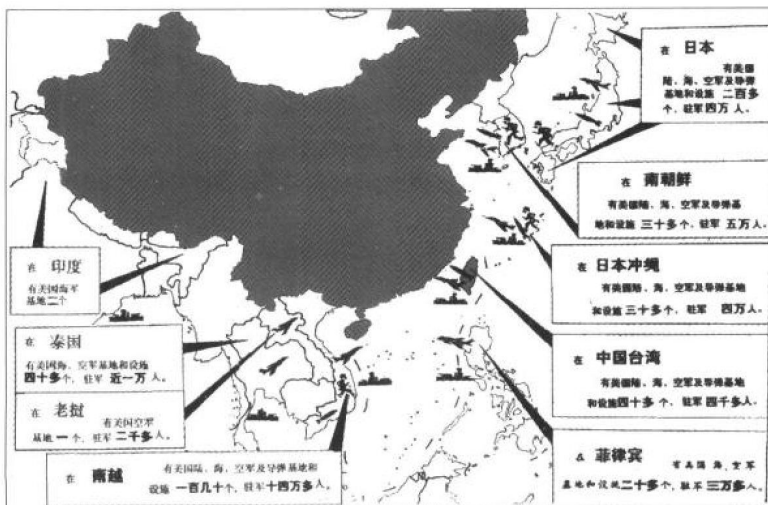 在 日本
有美国
陆、海、空军及导弹
基地和设施 二百多
个、驻军 四万 人。
在 南朝鲜
有美国陆、海、空军及导弹基
地和设施 三十多个、驻军 五万 人。
在 日本冲绳
有美国陆、海、空军及导弹基地
和设施 三十多个、驻军 四万 人。
在 中国台湾
有美国陆、海、空军及导弹基地
和设施四十多 个、驻军 四千多人。
在 菲律宾
有美国 海、空军
基地和设施二十多个、驻军 三万多人。
在 印度
有美国海军
基地二个
在 泰国
有美国海、空军基地和设施
四十多个、驻军 近一万 人。
在 老挝
有美国空军
基地一个、驻军 二千多人。
在 南越
有美国陆、海、空军及导弹基地和
设施 一百几十个、驻军十四万多人。